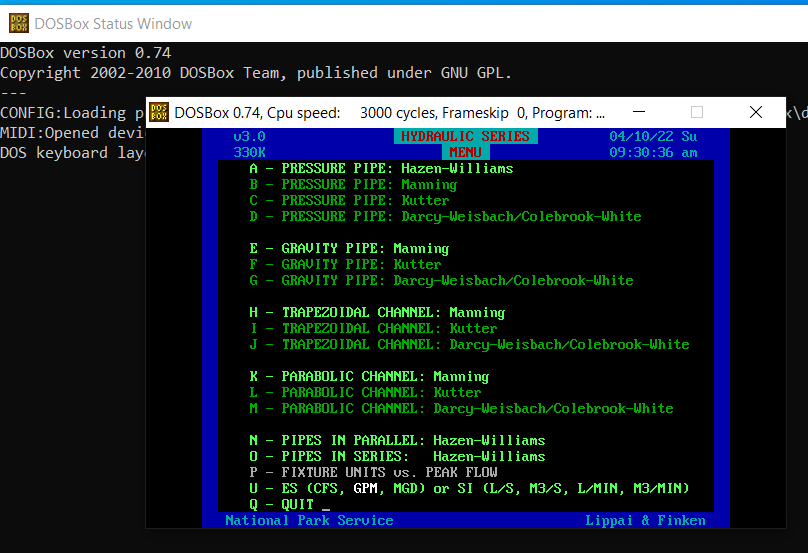 DOSBox Status Window
DOSBox version 0.74
Copyright 2002-2010 DOSBox Team, published under GNU GPL.
---
CONFIG:Loading p
x\d
MIDI:Opened devi
DOS keyboard lay
DOSBox 0.74, Cpu speed: 3000 cycles, Frameskip 0, Program: ...
v3.0 HYDRAULIC SERIES 04/10/22 Su
330K MENU 09:30:36 am
A - PRESSURE PIPE: Hazen-Williams
B - PRESSURE PIPE: Manning
C - PRESSURE PIPE: Kutter
D - PRESSURE PIPE: Darcy-Weisbach/Colebrook-White
E - GRAVITY PIPE: Manning
F - GRAVITY PIPE: Kutter
G - GRAVITY PIPE: Darcy-Weisbach/Colebrook-White
H - TRAPEZOIDAL CHANNEL: Manning
I - TRAPEZOIDAL CHANNEL: Kutter
J - TRAPEZOIDAL CHANNEL: Darcy-Weisbach/Colebrook-White
K - PARABOLIC CHANNEL: Manning
L - PARABOLIC CHANNEL: Kutter
M - PARABOLIC CHANNEL: Darcy-Weisbach/Colebrook-White
N - PIPES IN PARALLEL: Hazen-Williams
O - PIPES IN SERIES: Hazen-Williams
P - FIXTURE UNITS vs. PEAK FLOW
U - ES (CFS, GPM, MGD) or SI (L/S, M3/S, L/MIN, M3/MIN)
Q - QUIT _
National Park Service Lippai & Finken